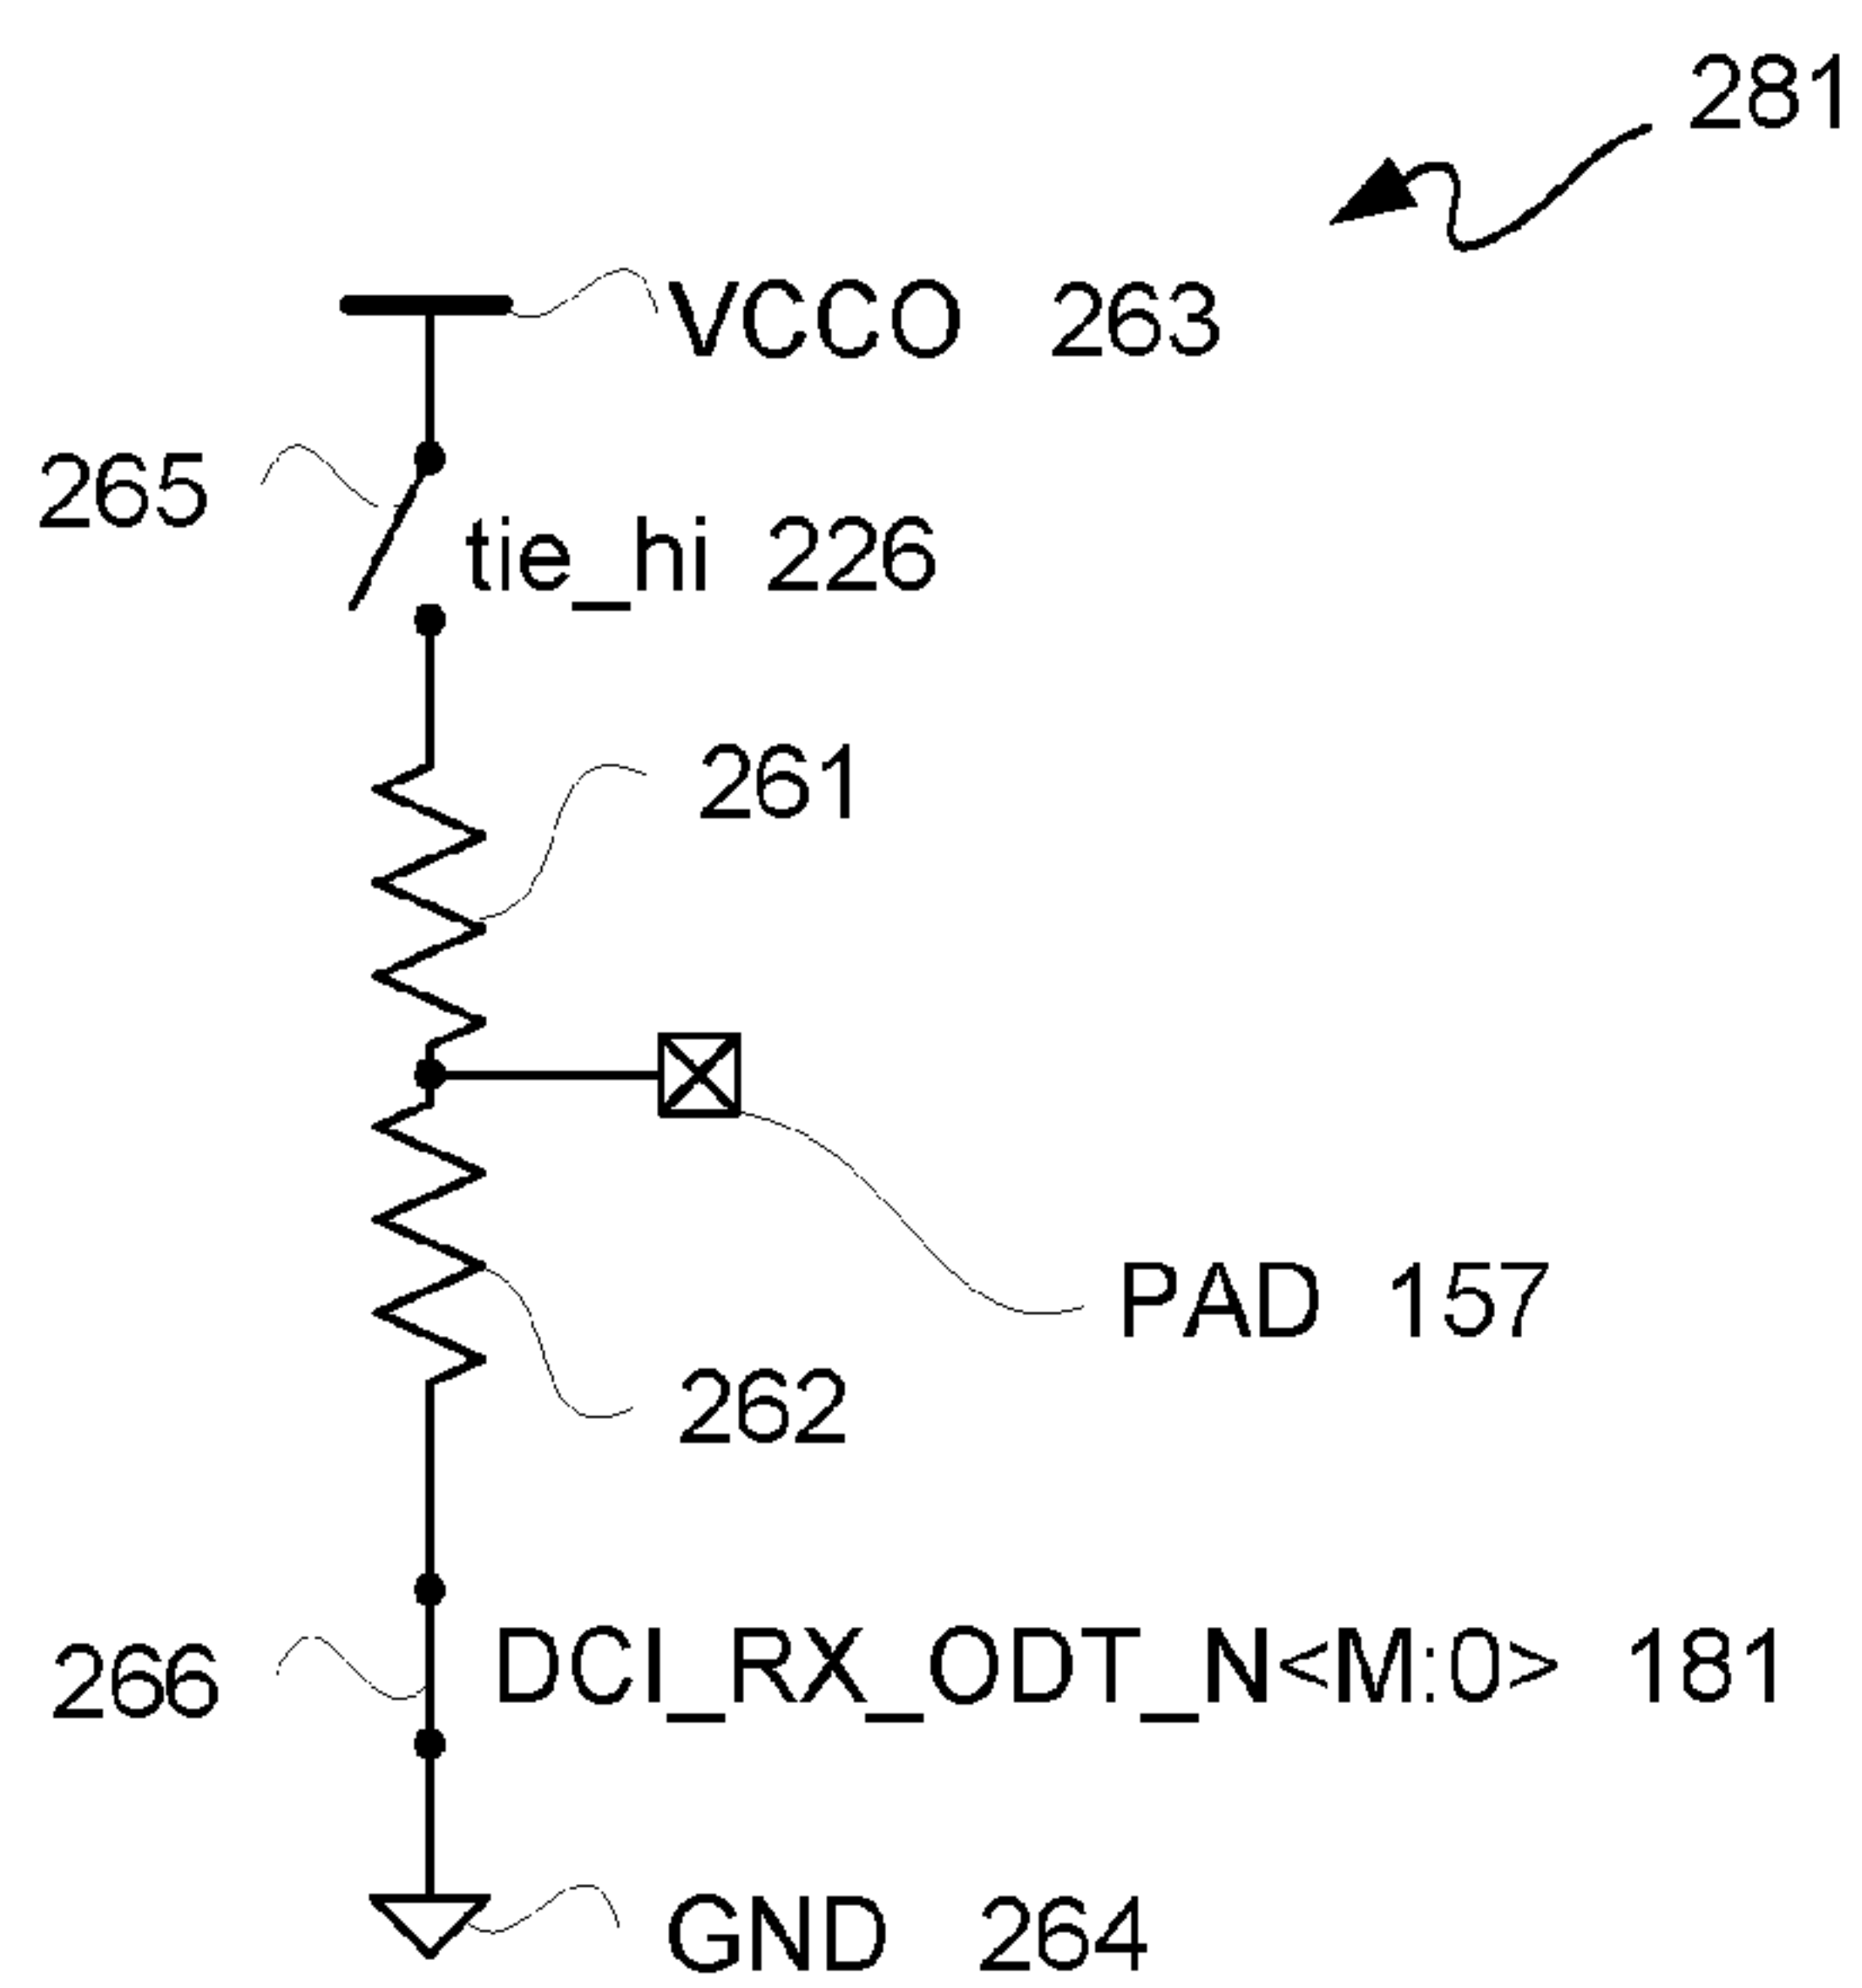 281
VCCO 263
265
tie_hi 226
261
PAD 157
262
266 DCI_RX_ODT_N<M:0> 181
GND 264